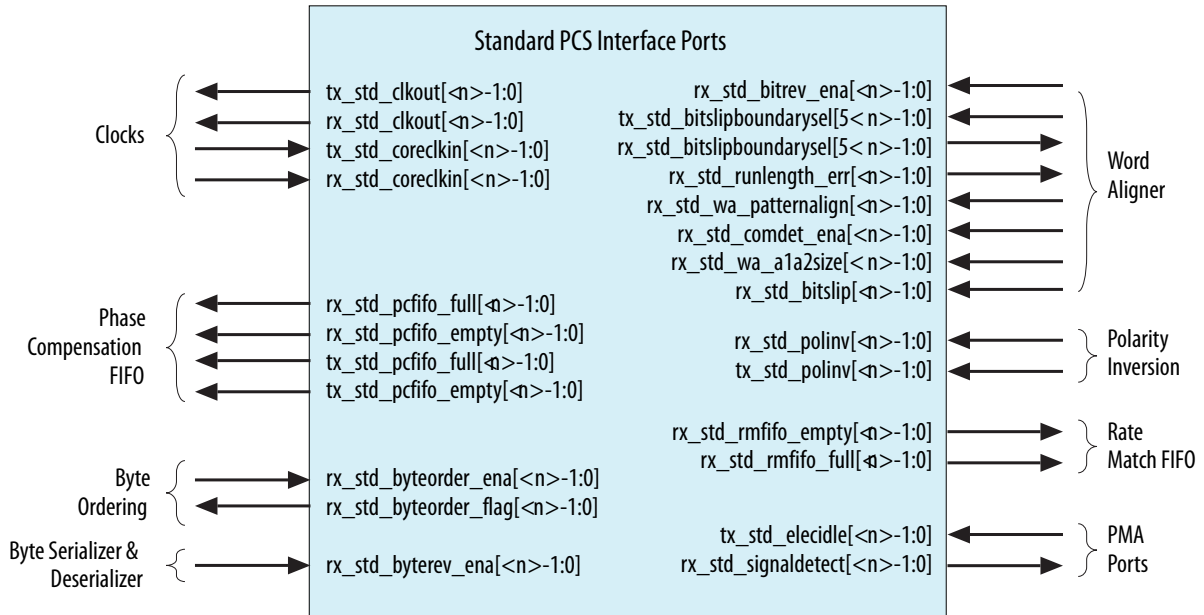 Standard PCS Interface Ports
Clocks
tx_std_clkout[<n>-1:0]
rx_std_clkout[<n>-1:0]
tx_std_coreclkin[<n>-1:0]
rx_std_coreclkin[<n>-1:0]
Phase
Compensation
FIFO
rx_std_pcfifo_full[<n>-1:0]
rx_std_pcfifo_empty[<n>-1:0]
tx_std_pcfifo_full[<n>-1:0]
tx_std_pcfifo_empty[<n>-1:0]
Byte
Ordering
rx_std_byteorder_ena[<n>-1:0]
rx_std_byteorder_flag[<n>-1:0]
Byte Serializer &
Deserializer
rx_std_byterev_ena[<n>-1:0]
rx_std_bitrev_ena[<n>-1:0]
tx_std_bitslipboundarysel[5<n>-1:0]
rx_std_bitslipboundarysel[5<n>-1:0]
rx_std_runlength_err[<n>-1:0]
rx_std_wa_patternalign[<n>-1:0]
rx_std_comdet_ena[<n>-1:0]
rx_std_wa_a1a2size[<n>-1:0]
rx_std_bitslip[<n>-1:0]
Word
Aligner
rx_std_polinv[<n>-1:0]
tx_std_polinv[<n>-1:0]
Polarity
Inversion
rx_std_rmfifo_empty[<n>-1:0]
rx_std_rmfifo_full[<n>-1:0]
Rate
Match FIFO
tx_std_elecidle[<n>-1:0]
rx_std_signaldetect[<n>-1:0]
PMA
Ports